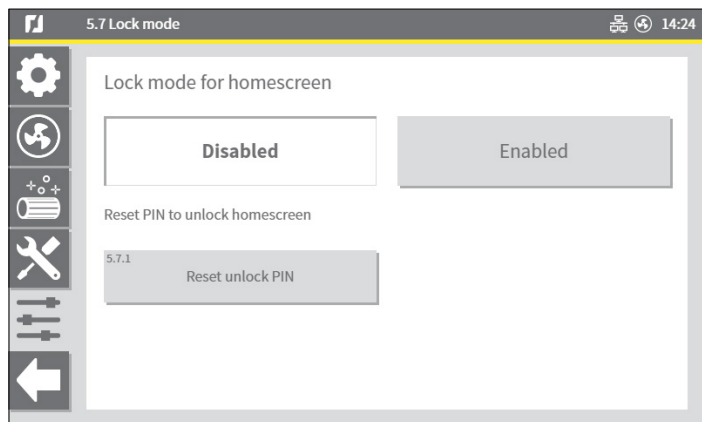 5.7 Lock mode
14:24
Lock mode for homescreen
Disabled
Enabled
Reset PIN to unlock homescreen
5.7.1
Reset unlock PIN